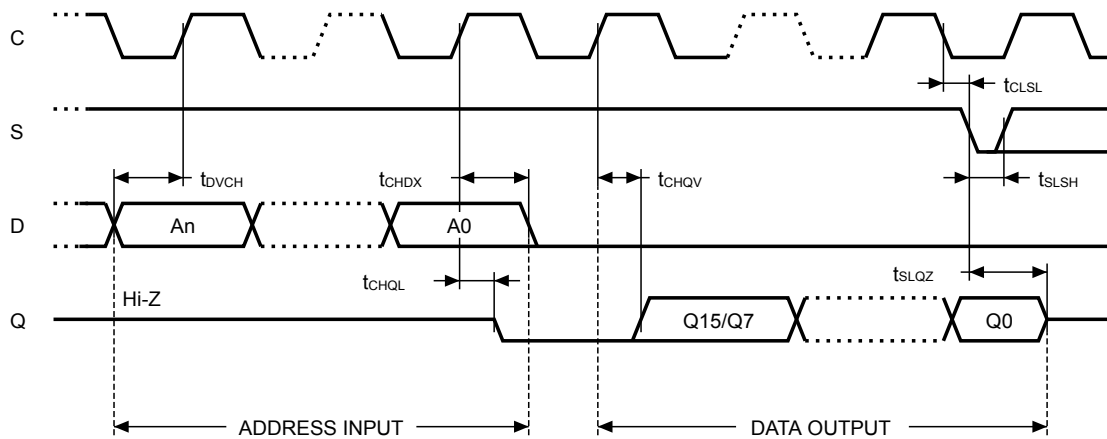 C
tCLSL
S
tDVCH
tCHDX
tCHQV
tSLSH
D
An
A0
tCHQL
tSLQZ
Hi-Z
Q
Q15/Q7
Q0
ADDRESS INPUT
DATA OUTPUT